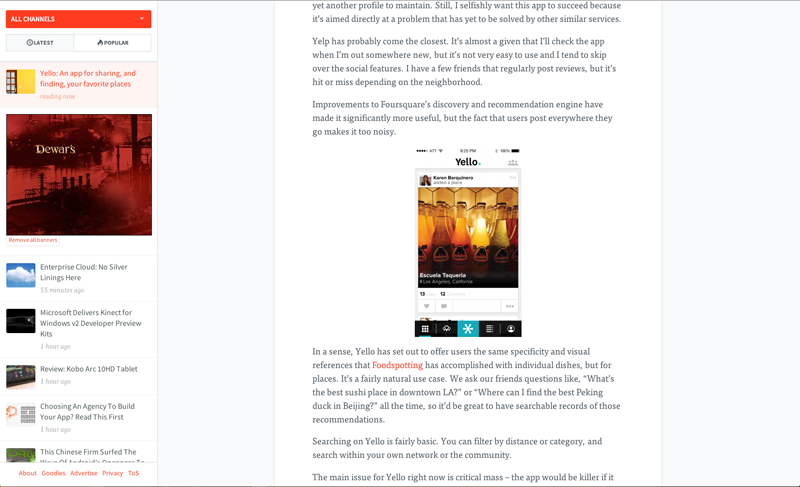 ALL CHANNELS
LATEST
POPULAR
Yello: An app for sharing, and
finding, your favorite places
reading now
Dewar's
Remove all banners
Enterprise Cloud: No Silver
Linings Here
55 minutes ago
Microsoft Delivers Kinect for
Windows v2 Developer Preview
Kits
1 hour ago
Review: Kobo Arc 10HD Tablet
1 hour ago
Choosing An Agency To Build
Your App? Read This First
1 hour ago
This Chinese Firm Surfed The
About Goodies Advertise Privacy ToS
yet another profile to maintain. Still, I selfishly want this app to succeed because
it's aimed directly at a problem that has yet to be solved by other similar services.
Yelp has probably come the closest. It's almost a given that I'll check the app
when I'm out somewhere new, but it's not very easy to use and I tend to skip
over the social features. I have a few friends that regularly post reviews, but it's
hit or miss depending on the neighborhood.
Improvements to Foursquare's discovery and recommendation engine have
made it significantly more useful, but the fact that users post everywhere they
go makes it too noisy.
ATT 9:25 PM 100%
Yello.
Karen Barquinero
added a place
Escuela Taqueria
Los Angeles, California
13
12
In a sense, Yello has set out to offer users the same specificity and visual
references that Foodspotting has accomplished with individual dishes, but for
places. It's a fairly natural use case. We ask our friends questions like, “What's
the best sushi place in downtown LA?” or “Where can I find the best Peking
duck in Beijing?” all the time, so it'd be great to have searchable records of those
recommendations.
Searching on Yello is fairly basic. You can filter by distance or category, and
search within your own network or the community.
The main issue for Yello right now is critical mass – the app would be killer if it